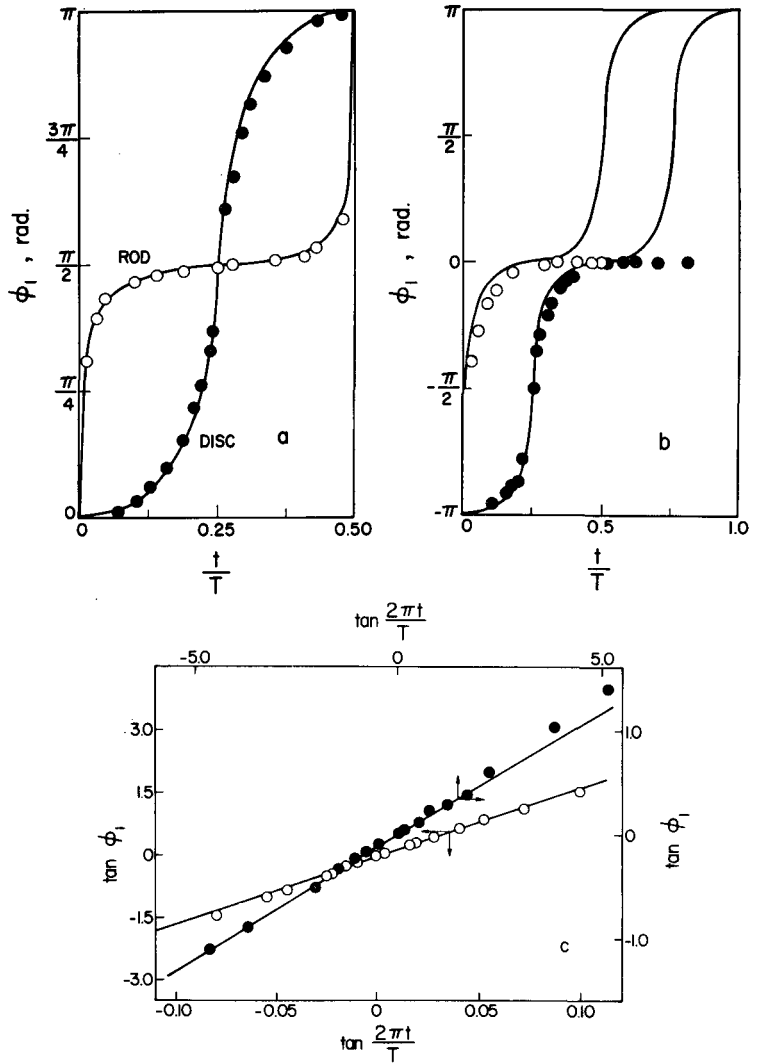 π
3π/4
π/2
π/4
0
ϕ₁ , rad.
ROD
DISC
a
0 0.25 0.50
t/T
π
π/2
0
-π/2
-π
ϕ₁ , rad.
b
0 0.5 1.0
t/T
tan 2πt/T
-5.0 0 5.0
3.0
1.5
0
-1.5
-3.0
tan ϕ₁
1.0
0
-1.0
tan ϕ₁
c
-0.10 -0.05 0 0.05 0.10
tan 2πt/T